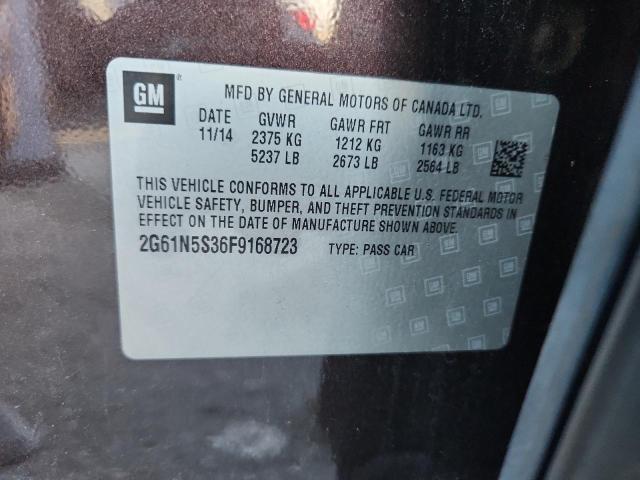 GM
MFD BY GENERAL MOTORS OF CANADA LTD.
DATE GVWR GAWR FRT GAWR RR
11/14 2375 KG 1212 KG 1163 KG
5237 LB 2673 LB 2564 LB
THIS VEHICLE CONFORMS TO ALL APPLICABLE U.S. FEDERAL MOTOR
VEHICLE SAFETY, BUMPER, AND THEFT PREVENTION STANDARDS IN
EFFECT ON THE DATE OF MANUFACTURE SHOWN ABOVE.
2G61N5S36F9168723 TYPE: PASS CAR